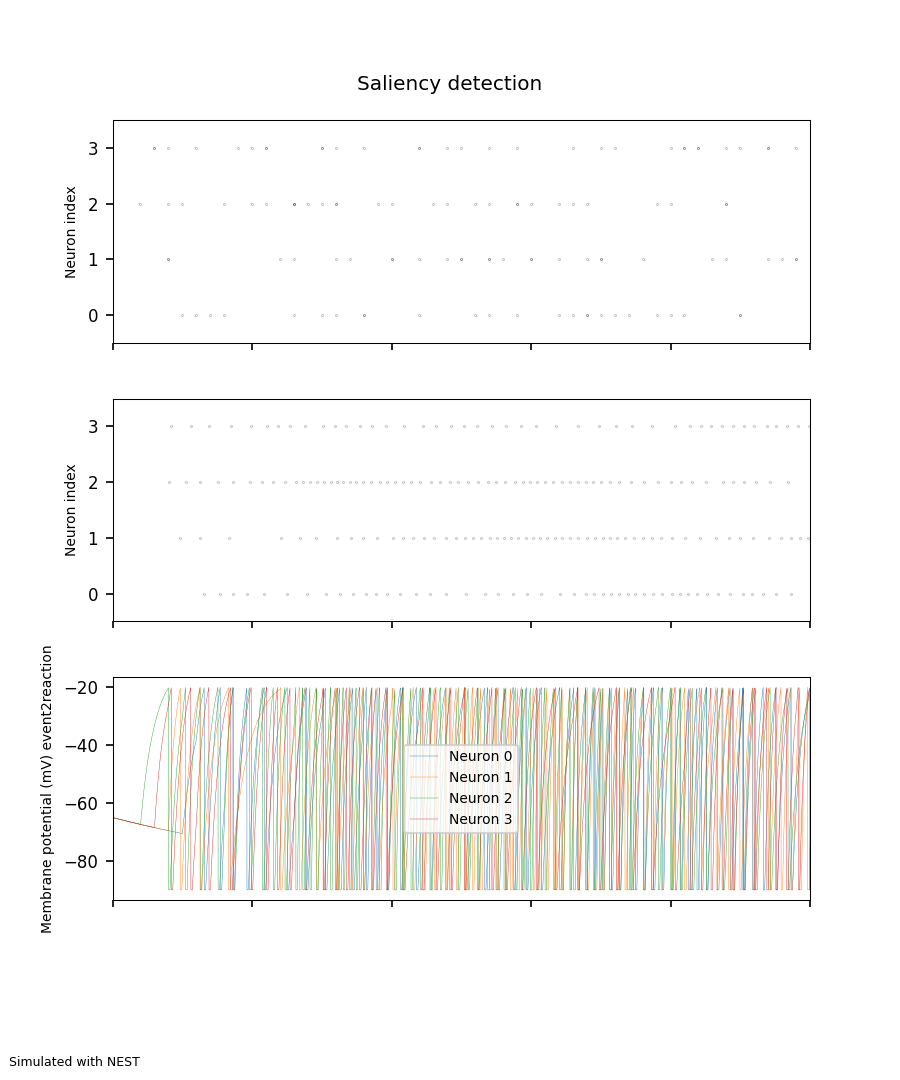 Saliency detection
Neuron index
3
2
1
0
Neuron index
3
2
1
0
Membrane potential (mV) event2reaction
−20
−40
−60
−80
Neuron 0
Neuron 1
Neuron 2
Neuron 3
Simulated with NEST